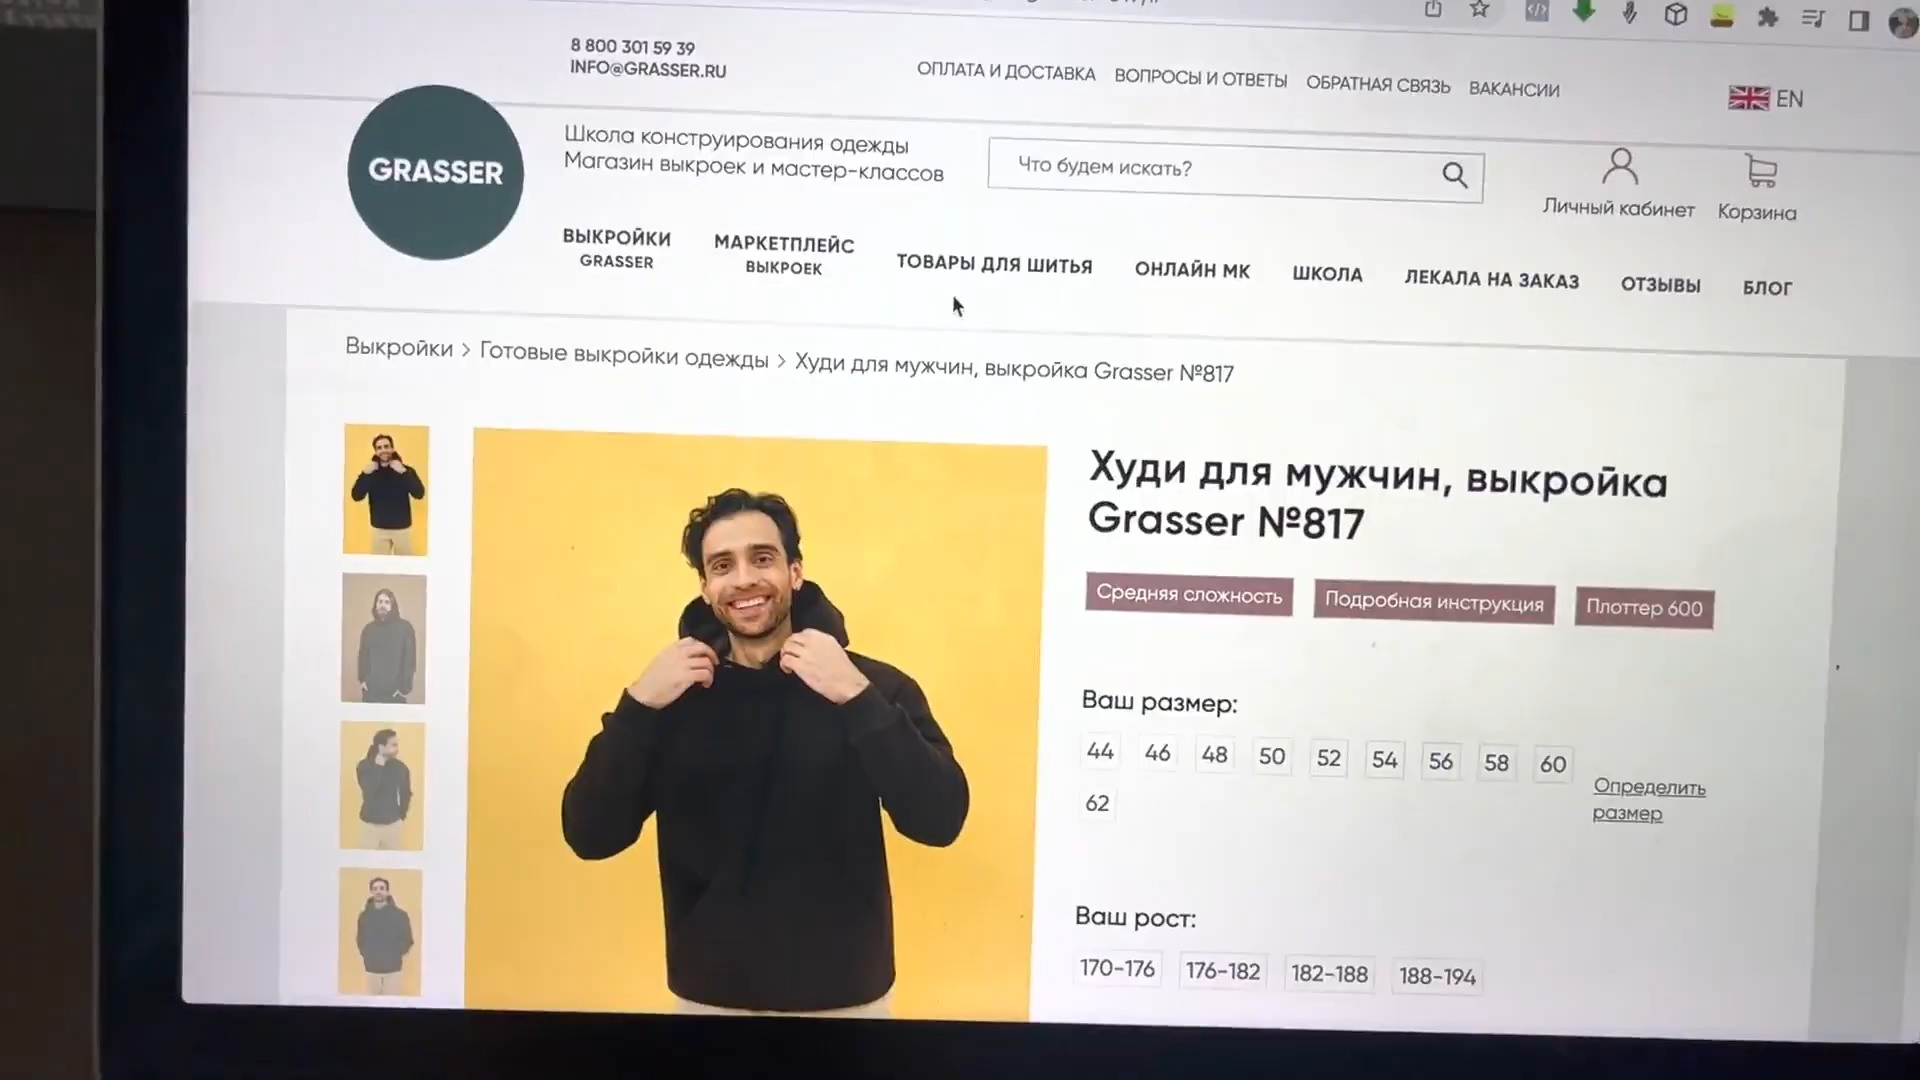 8 800 301 59 39
INFO@GRASSER.RU
ОПЛАТА И ДОСТАВКА ВОПРОСЫ И ОТВЕТЫ ОБРАТНАЯ СВЯЗЬ ВАКАНСИИ
EN
GRASSER
Школа конструирования одежды
Магазин выкроек и мастер-классов
Что будем искать?
Личный кабинет Корзина
ВЫКРОЙКИ
GRASSER
МАРКЕТПЛЕЙС
ВЫКРОЕК
ТОВАРЫ ДЛЯ ШИТЬЯ ОНЛАЙН МК ШКОЛА ЛЕКАЛА НА ЗАКАЗ ОТЗЫВЫ БЛОГ
Выкройки > Готовые выкройки одежды > Худи для мужчин, выкройка Grasser №817
Худи для мужчин, выкройка
Grasser №817
Средняя сложность Подробная инструкция Плоттер 600
Ваш размер:
44 46 48 50 52 54 56 58 60
62
Определить
размер
Ваш рост:
170-176 176-182 182-188 188-194